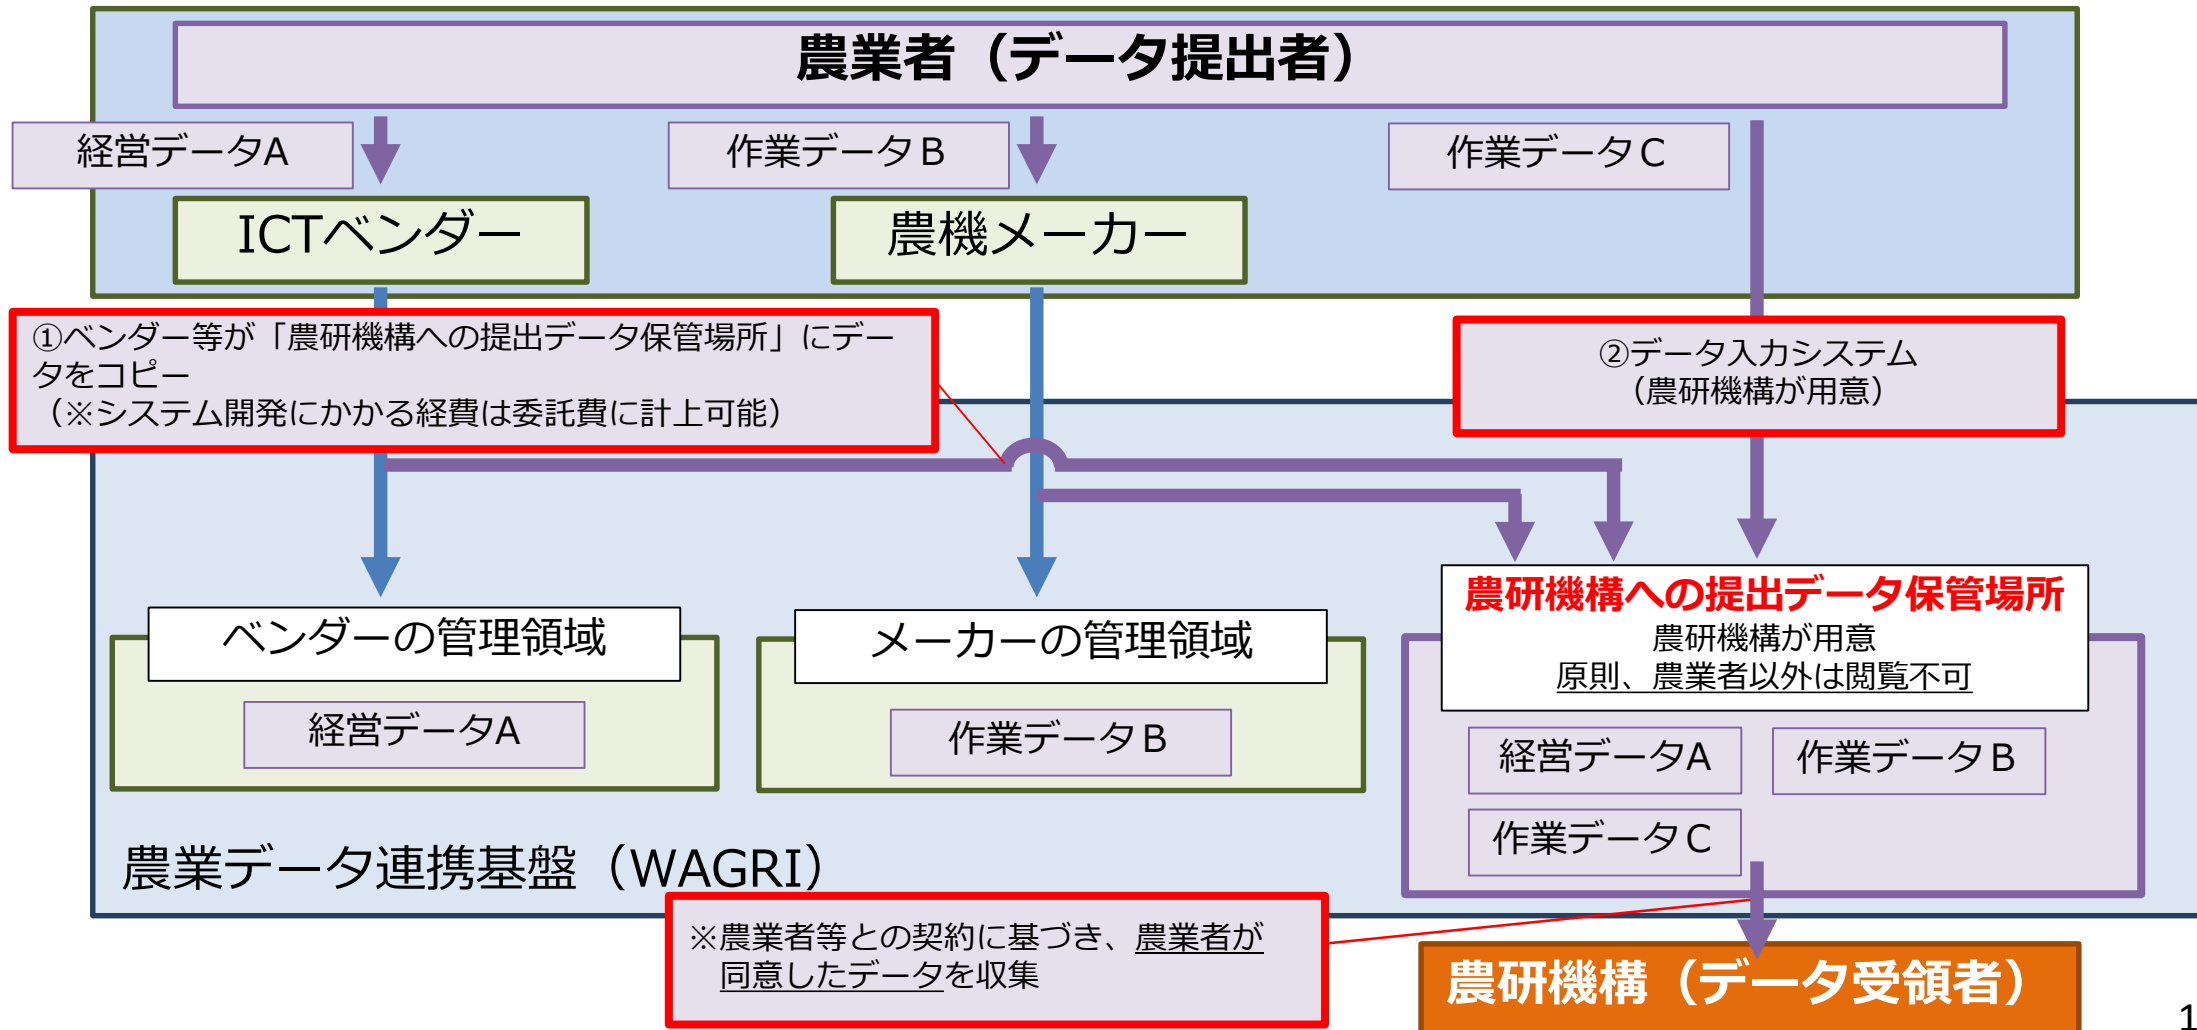 農業者（データ提出者）
経営データA
作業データＢ
作業データＣ
ICTベンダー
農機メーカー
①ベンダー等が「農研機構への提出データ保管場所」にデー
タをコピー
（※システム開発にかかる経費は委託費に計上可能）
②データ入力システム
（農研機構が用意）
ベンダーの管理領域
経営データA
メーカーの管理領域
作業データＢ
農研機構への提出データ保管場所
農研機構が用意
原則、農業者以外は閲覧不可
経営データA
作業データＢ
作業データＣ
農業データ連携基盤（WAGRI）
※農業者等との契約に基づき、農業者が
同意したデータを収集
農研機構（データ受領者）
1